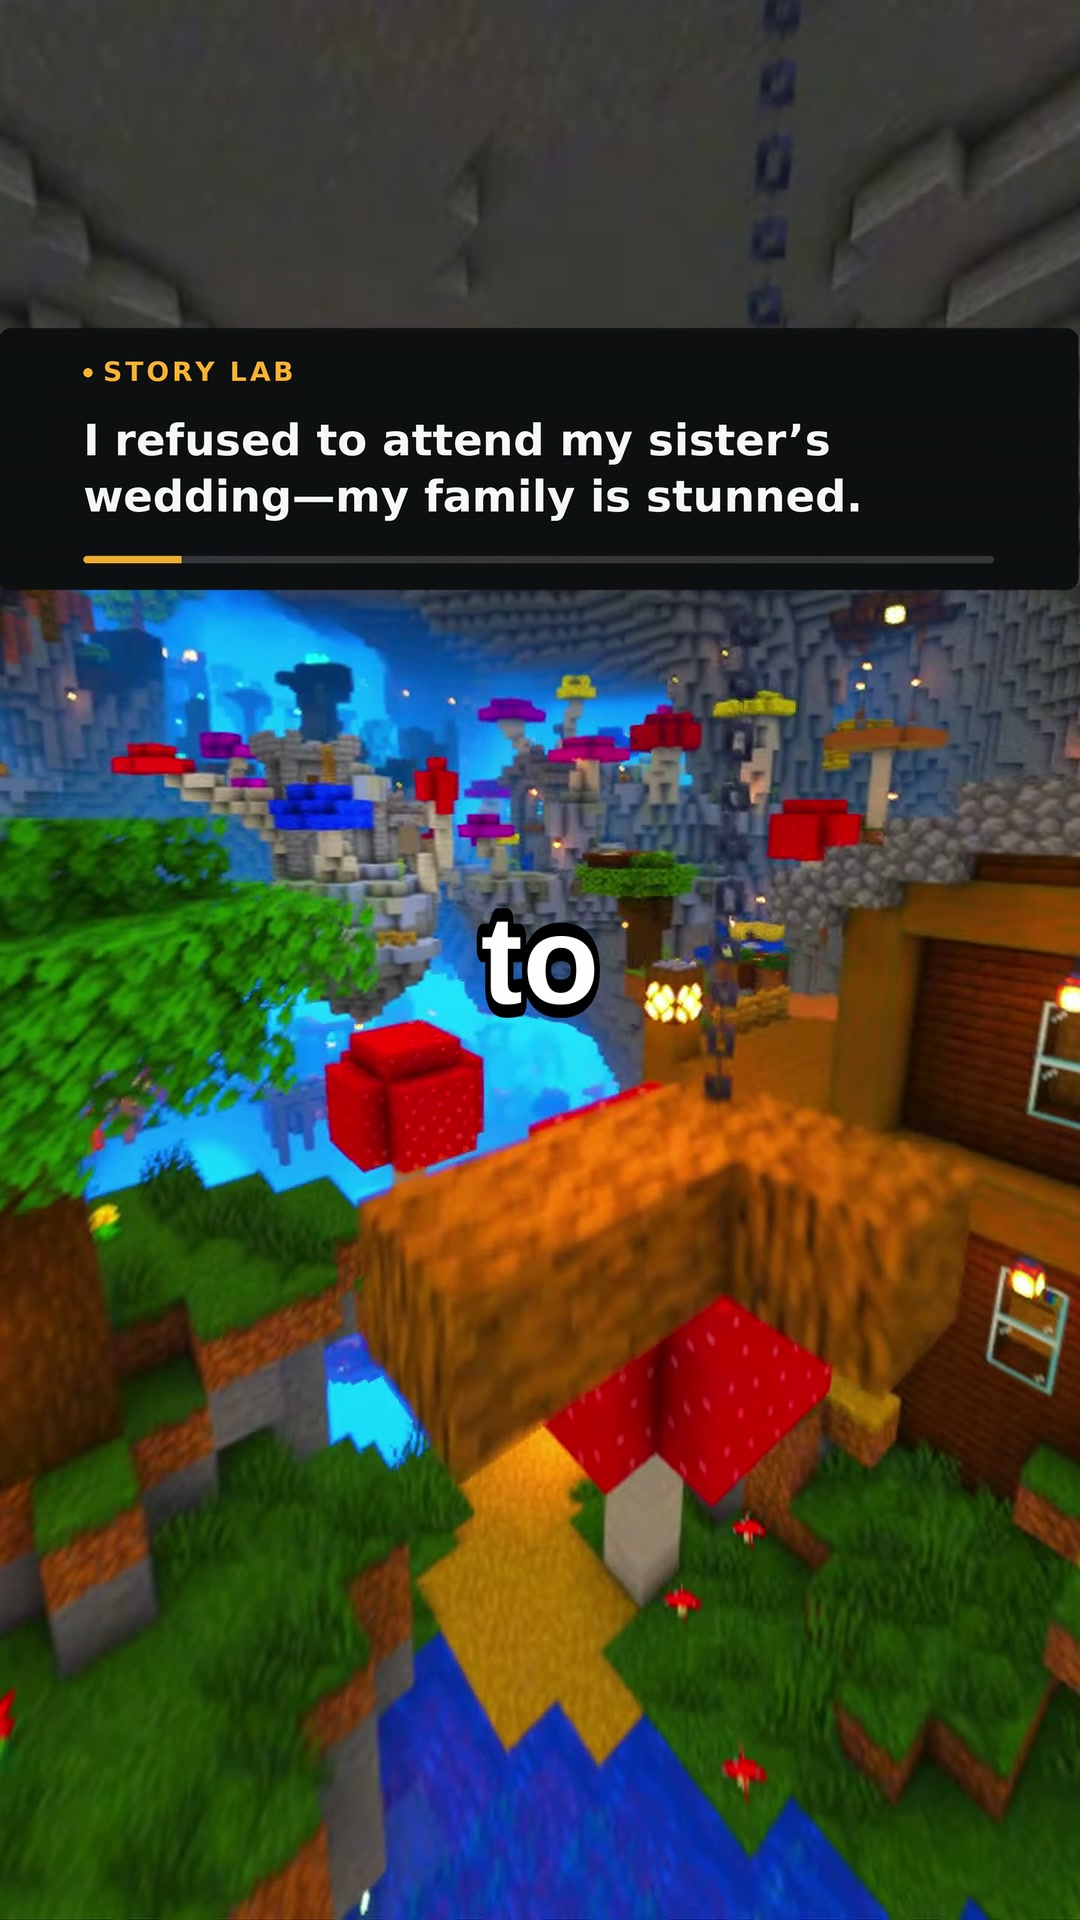 • STORY LAB
I refused to attend my sister’s
wedding—my family is stunned.
to